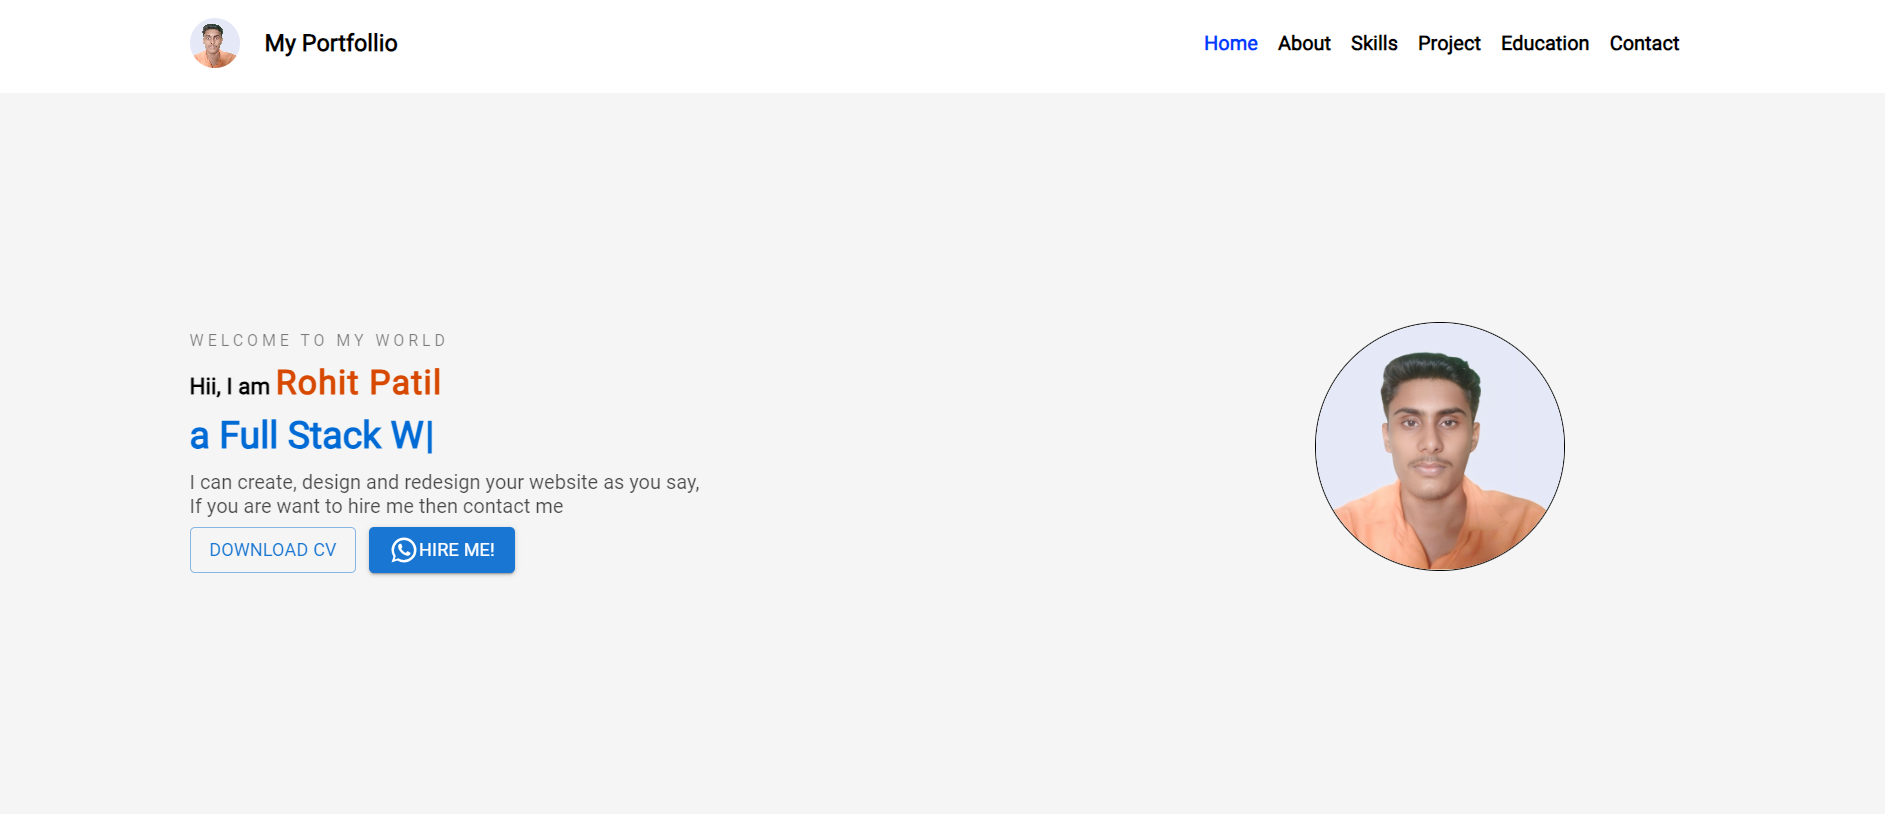 My Portfollio
Home About Skills Project Education Contact
WELCOME TO MY WORLD
Hii, I am Rohit Patil
a Full Stack W|
I can create, design and redesign your website as you say,
If you are want to hire me then contact me
DOWNLOAD CV HIRE ME!